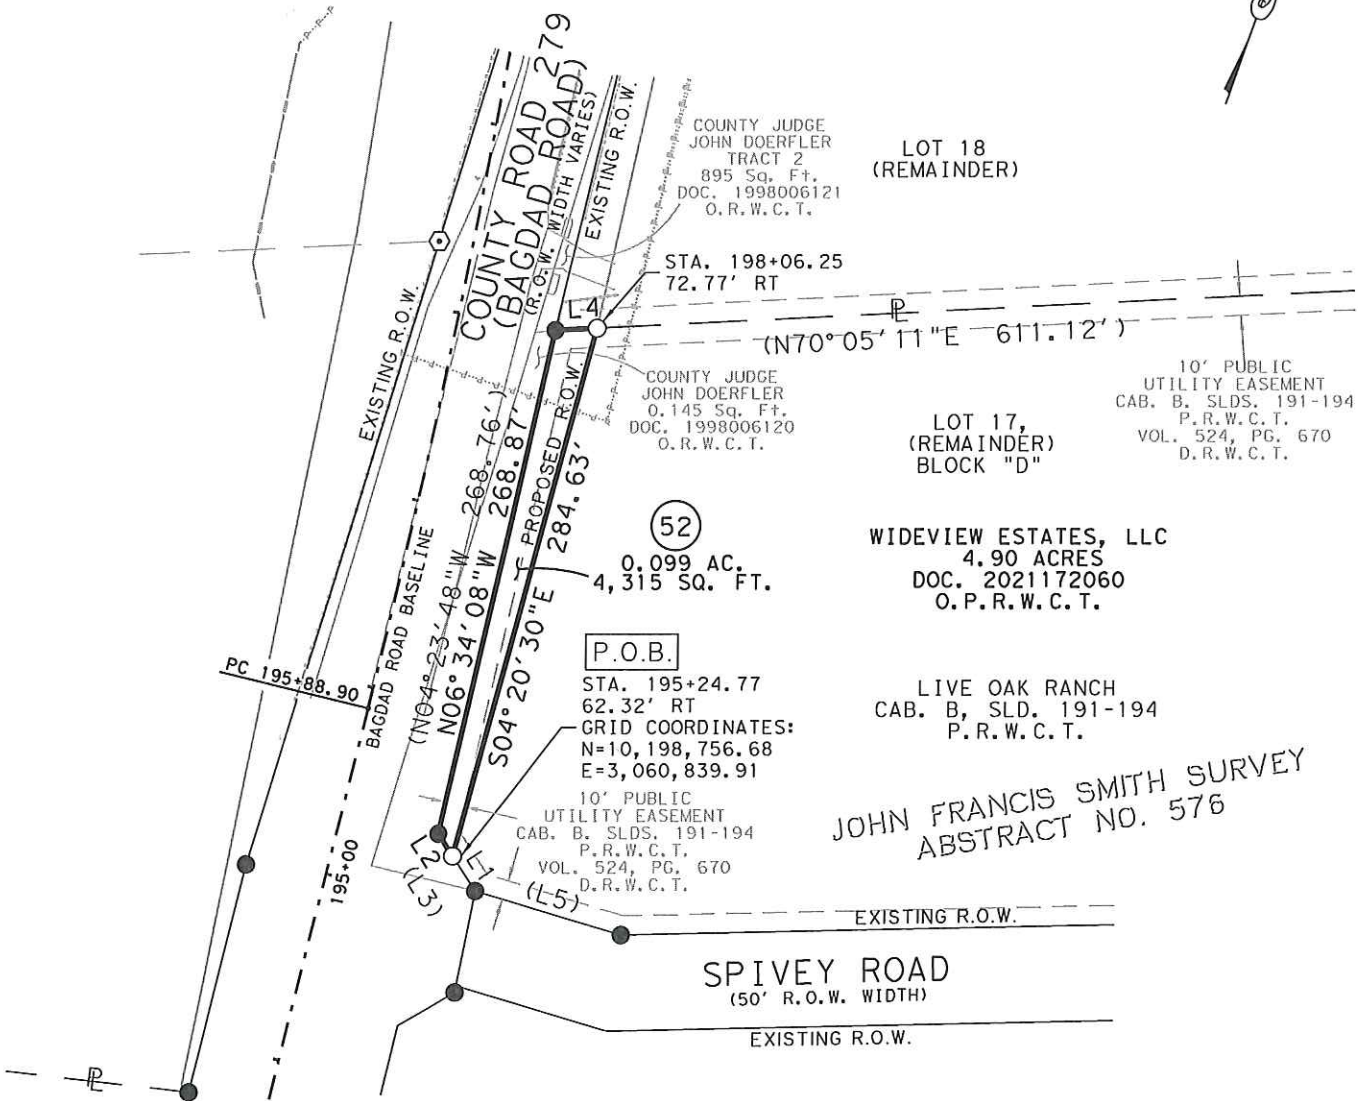 COUNTY ROAD 279
(BAGDAD ROAD)
(R.O.W. WIDTH VARIES)
EXISTING R.O.W.
COUNTY JUDGE
JOHN DOERFLER
TRACT 2
895 Sq. Ft.
DOC. 1998006121
O.R.W.C.T.
LOT 18
(REMAINDER)
STA. 198+06.25
72.77' RT
L4
P̲L
(N70°05'11"E 611.12')
EXISTING R.O.W.
COUNTY JUDGE
JOHN DOERFLER
0.145 Sq. Ft.
DOC. 1998006120
O.R.W.C.T.
10' PUBLIC
UTILITY EASEMENT
CAB. B. SLDS. 191-194
P.R.W.C.T.
VOL. 524, PG. 670
D.R.W.C.T.
LOT 17,
(REMAINDER)
BLOCK "D"
(N04°23'48"W 268.76')
N06°34'08"W 268.87'
PROPOSED R.O.W.
S04°20'30"E 284.63'
52
0.099 AC.
4,315 SQ. FT.
WIDEVIEW ESTATES, LLC
4.90 ACRES
DOC. 2021172060
O.P.R.W.C.T.
BAGDAD ROAD BASELINE
PC 195+88.90
P.O.B.
STA. 195+24.77
62.32' RT
GRID COORDINATES:
N=10,198,756.68
E=3,060,839.91
LIVE OAK RANCH
CAB. B, SLD. 191-194
P.R.W.C.T.
JOHN FRANCIS SMITH SURVEY
ABSTRACT NO. 576
10' PUBLIC
UTILITY EASEMENT
CAB. B. SLDS. 191-194
P.R.W.C.T.
VOL. 524, PG. 670
D.R.W.C.T.
L2
L1
(L3)
(L5)
195+00
EXISTING R.O.W.
SPIVEY ROAD
(50' R.O.W. WIDTH)
EXISTING R.O.W.
PL